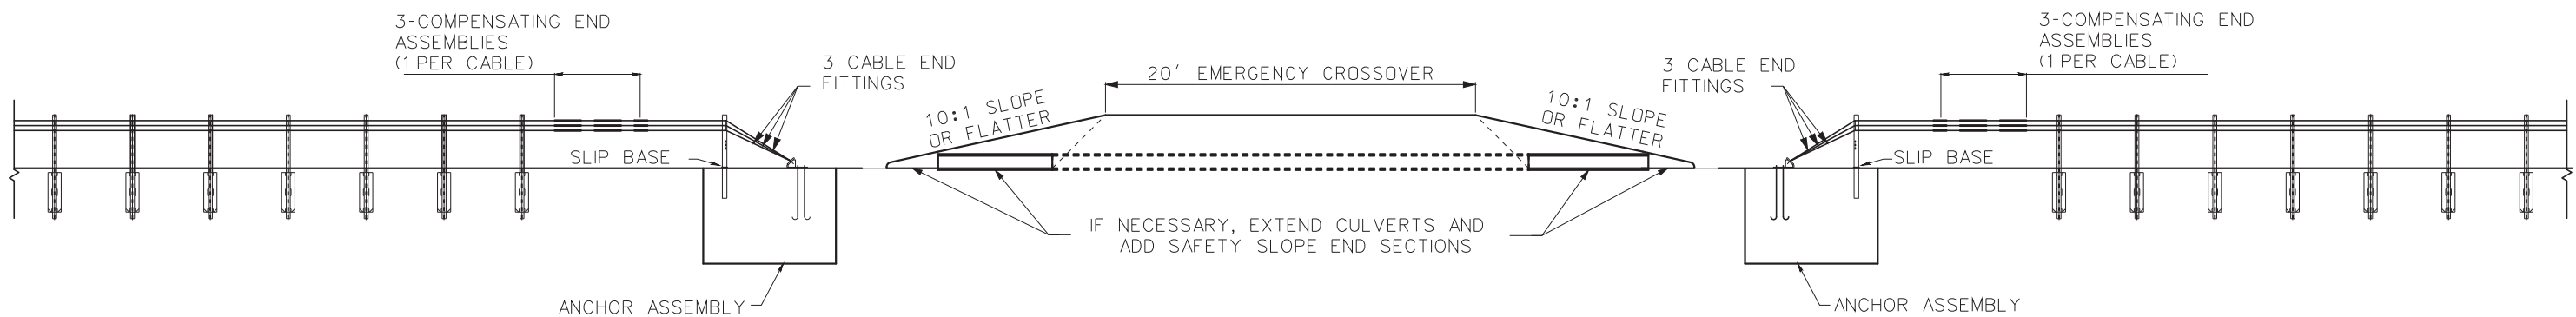 3-COMPENSATING END
ASSEMBLIES
(1 PER CABLE)
3 CABLE END
FITTINGS
SLIP BASE
ANCHOR ASSEMBLY
10:1 SLOPE
OR FLATTER
20' EMERGENCY CROSSOVER
10:1 SLOPE
OR FLATTER
IF NECESSARY, EXTEND CULVERTS AND
ADD SAFETY SLOPE END SECTIONS
3 CABLE END
FITTINGS
3-COMPENSATING END
ASSEMBLIES
(1 PER CABLE)
SLIP BASE
ANCHOR ASSEMBLY